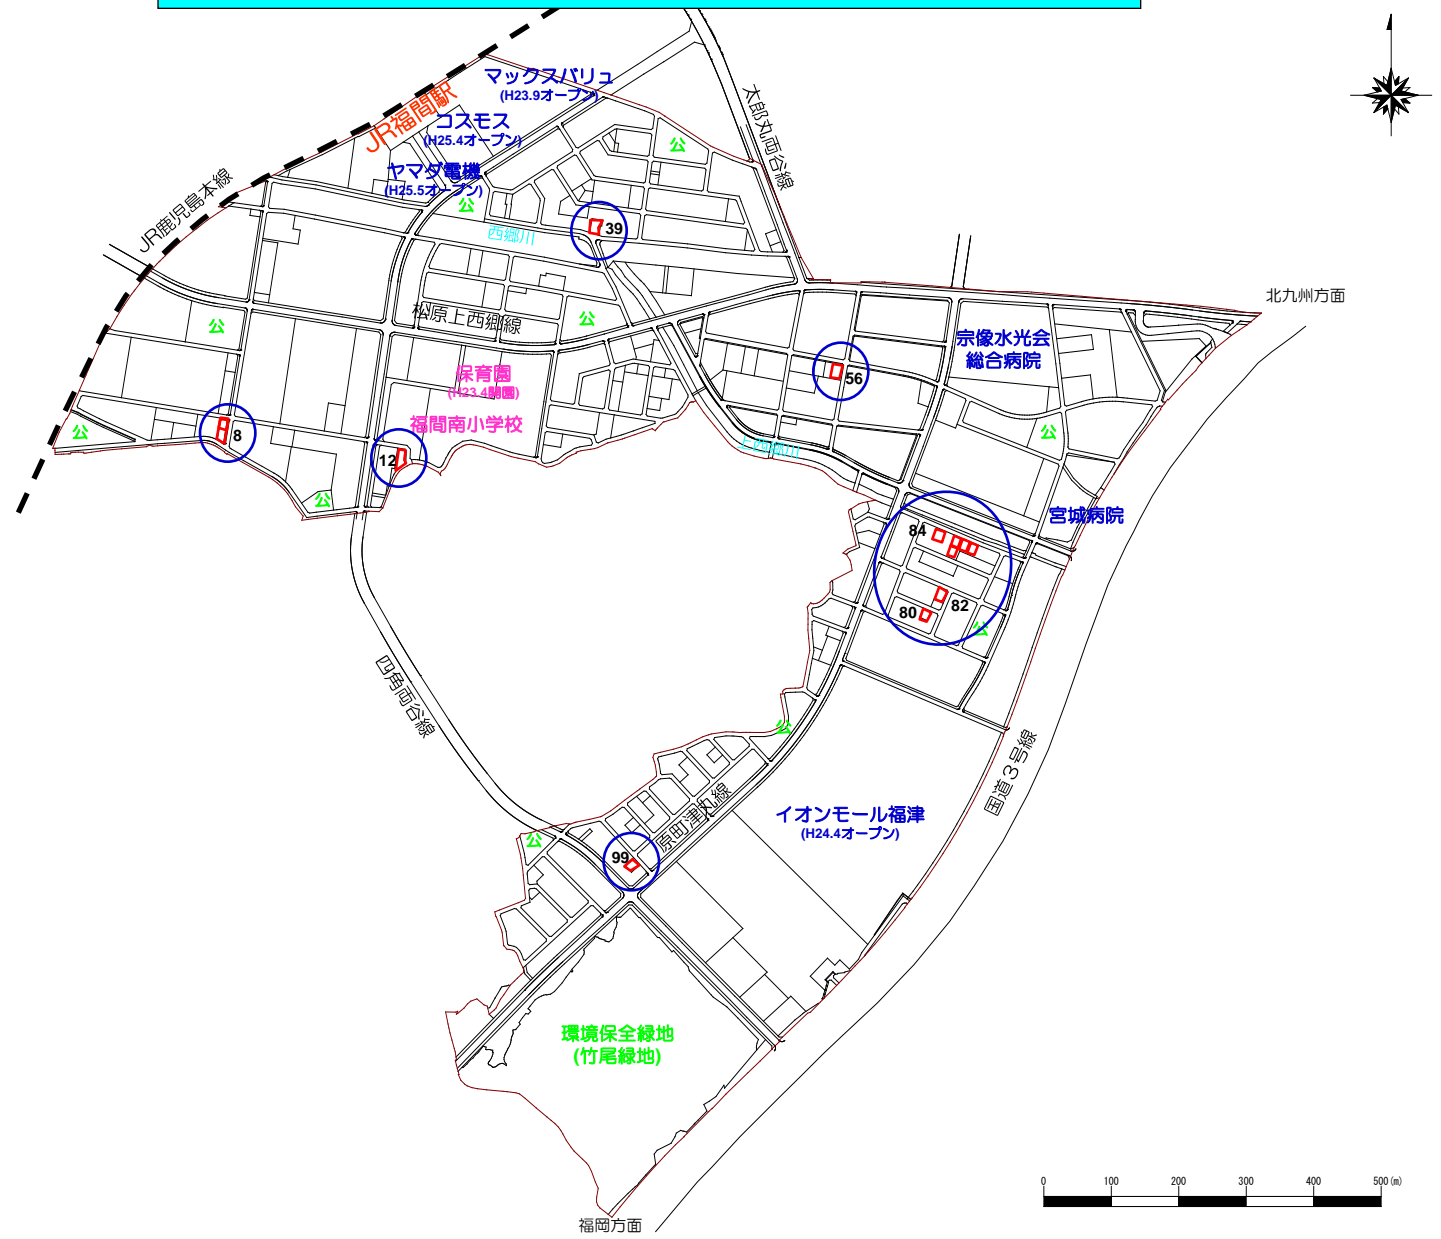 マックスバリュ
(H23.9オープン)
JR福間駅
コスモス
(H25.4オープン)
太郎丸両谷線
公
ヤマダ電機
(H25.5オープン)
公
JR鹿児島本線
西郷川
39
北九州方面
松原上西郷線
公
公
宗像水光会
総合病院
保育園
(H23.4開園)
56
福間南小学校
公
8
12
公
上西郷川
公
宮城病院
84
82
80
公
四角両谷線
公
国道3号線
原町津丸線
イオンモール福津
(H24.4オープン)
公
99
環境保全緑地
(竹尾緑地)
0 100 200 300 400 500 (m)
福岡方面